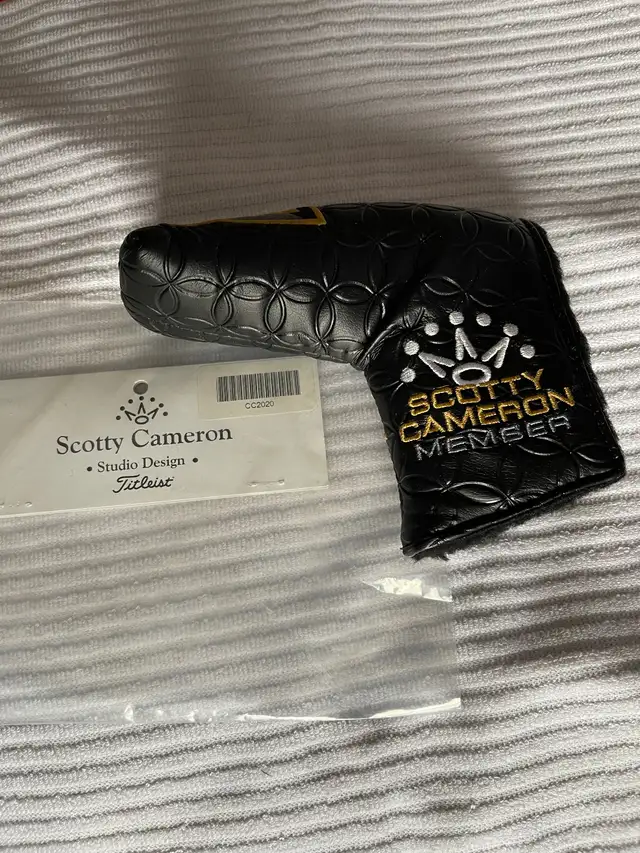 CC2020
Scotty Cameron
• Studio Design •
Titleist
SCOTTY
CAMERON
MEMBER